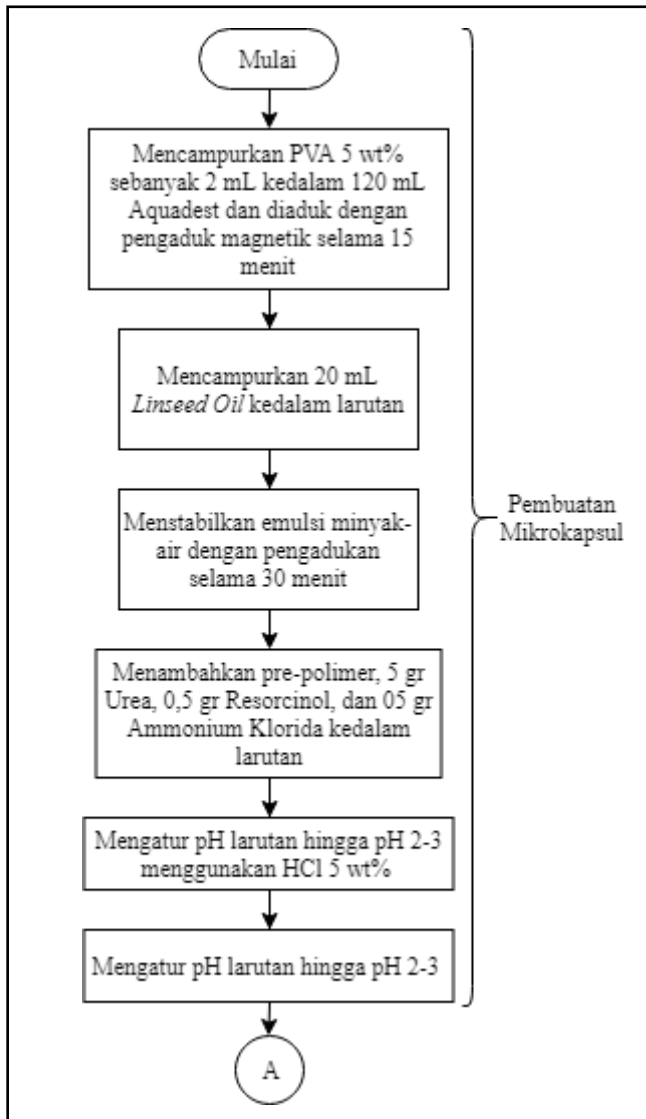 Mulai
Mencampurkan PVA 5 wt%
sebanyak 2 mL kedalam 120 mL
Aquadest dan diaduk dengan
pengaduk magnetik selama 15
menit
Mencampurkan 20 mL
Linseed Oil kedalam larutan
Menstabilkan emulsi minyak-
air dengan pengadukan
selama 30 menit
Menambahkan pre-polimer, 5 gr
Urea, 0,5 gr Resorcinol, dan 05 gr
Ammonium Klorida kedalam
larutan
Mengatur pH larutan hingga pH 2-3
menggunakan HCl 5 wt%
Mengatur pH larutan hingga pH 2-3
A
Pembuatan
Mikrokapsul